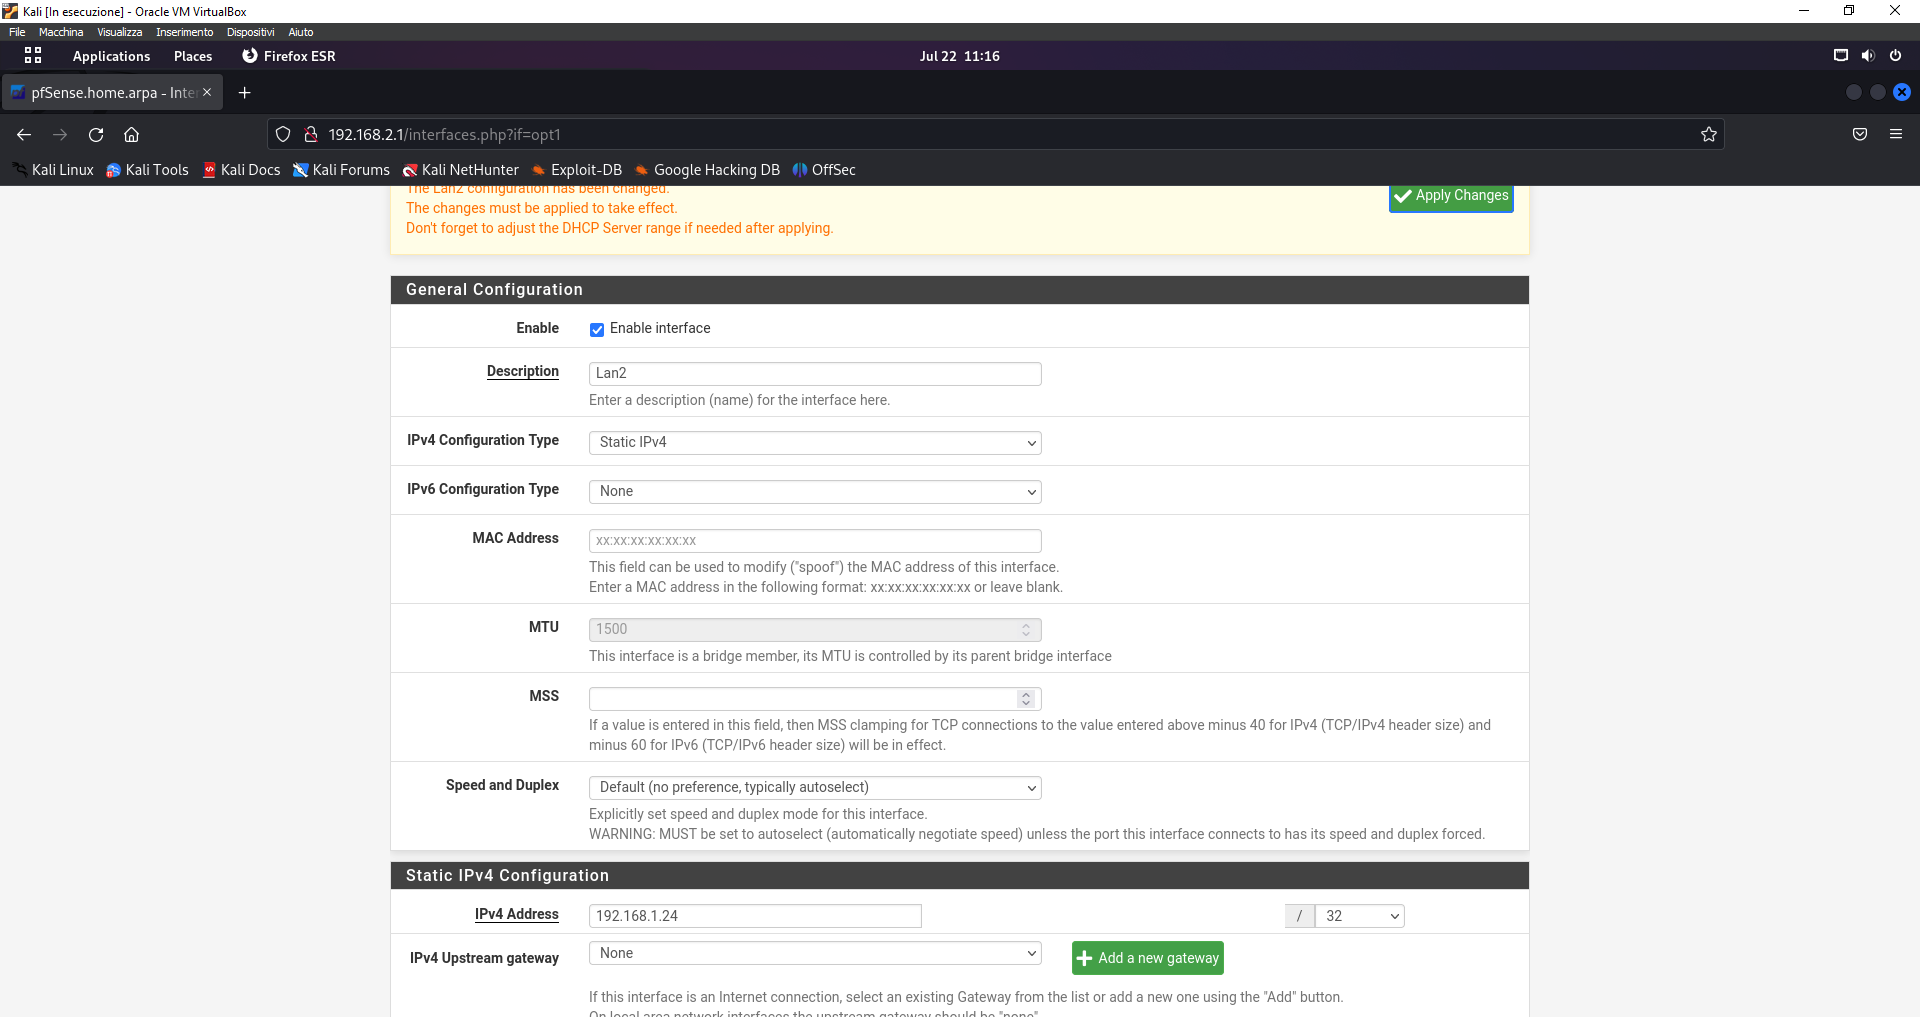 Kali [In esecuzione] - Oracle VM VirtualBox
File Macchina Visualizza Inserimento Dispositivi Aiuto
Applications Places Firefox ESR Jul 22 11:16
pfSense.home.arpa - Inte
192.168.2.1/interfaces.php?if=opt1
Kali Linux Kali Tools Kali Docs Kali Forums Kali NetHunter Exploit-DB Google Hacking DB OffSec
The Lan2 configuration has been changed.
The changes must be applied to take effect.
Don't forget to adjust the DHCP Server range if needed after applying.
Apply Changes
General Configuration
Enable Enable interface
Description Lan2
Enter a description (name) for the interface here.
IPv4 Configuration Type Static IPv4
IPv6 Configuration Type None
MAC Address xx:xx:xx:xx:xx:xx
This field can be used to modify ("spoof") the MAC address of this interface.
Enter a MAC address in the following format: xx:xx:xx:xx:xx:xx or leave blank.
MTU 1500
This interface is a bridge member, its MTU is controlled by its parent bridge interface
MSS
If a value is entered in this field, then MSS clamping for TCP connections to the value entered above minus 40 for IPv4 (TCP/IPv4 header size) and
minus 60 for IPv6 (TCP/IPv6 header size) will be in effect.
Speed and Duplex Default (no preference, typically autoselect)
Explicitly set speed and duplex mode for this interface.
WARNING: MUST be set to autoselect (automatically negotiate speed) unless the port this interface connects to has its speed and duplex forced.
Static IPv4 Configuration
IPv4 Address 192.168.1.24 / 32
IPv4 Upstream gateway None Add a new gateway
If this interface is an Internet connection, select an existing Gateway from the list or add a new one using the "Add" button.
On local area network interfaces the upstream gateway should be "none".